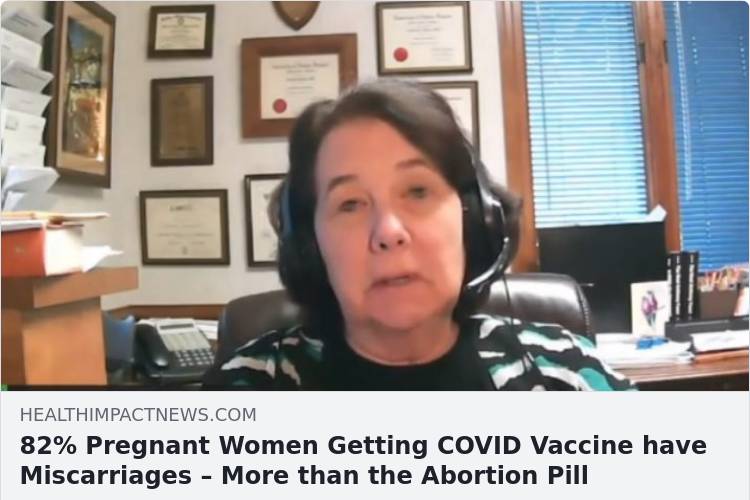 HEALTHIMPACTNEWS.COM
82% Pregnant Women Getting COVID Vaccine have
Miscarriages – More than the Abortion Pill